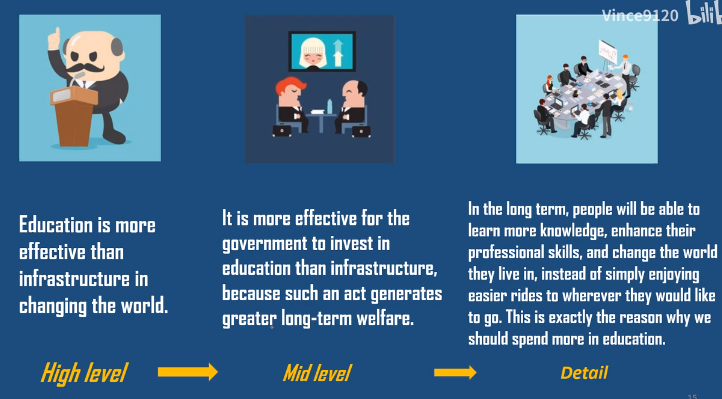 Vince9120 bilib
Education is more
effective than
infrastructure in
changing the world.
It is more effective for the
government to invest in
education than infrastructure,
because such an act generates
greater long-term welfare.
In the long term, people will be able to
learn more knowledge, enhance their
professional skills, and change the world
they live in, instead of simply enjoying
easier rides to wherever they would like
to go. This is exactly the reason why we
should spend more in education.
High level
Mid level
Detail
15